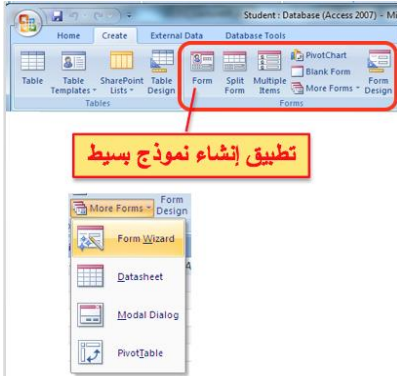 Student : Database (Access 2007) - Mi
Home Create External Data Database Tools
Table Table Templates SharePoint Lists Table Design Form Split Form Multiple Items PivotChart Blank Form More Forms Form Design
Tables Forms
تطبيق إنشاء نموذج بسيط
More Forms Form Design
Form Wizard
Datasheet
Modal Dialog
PivotTable